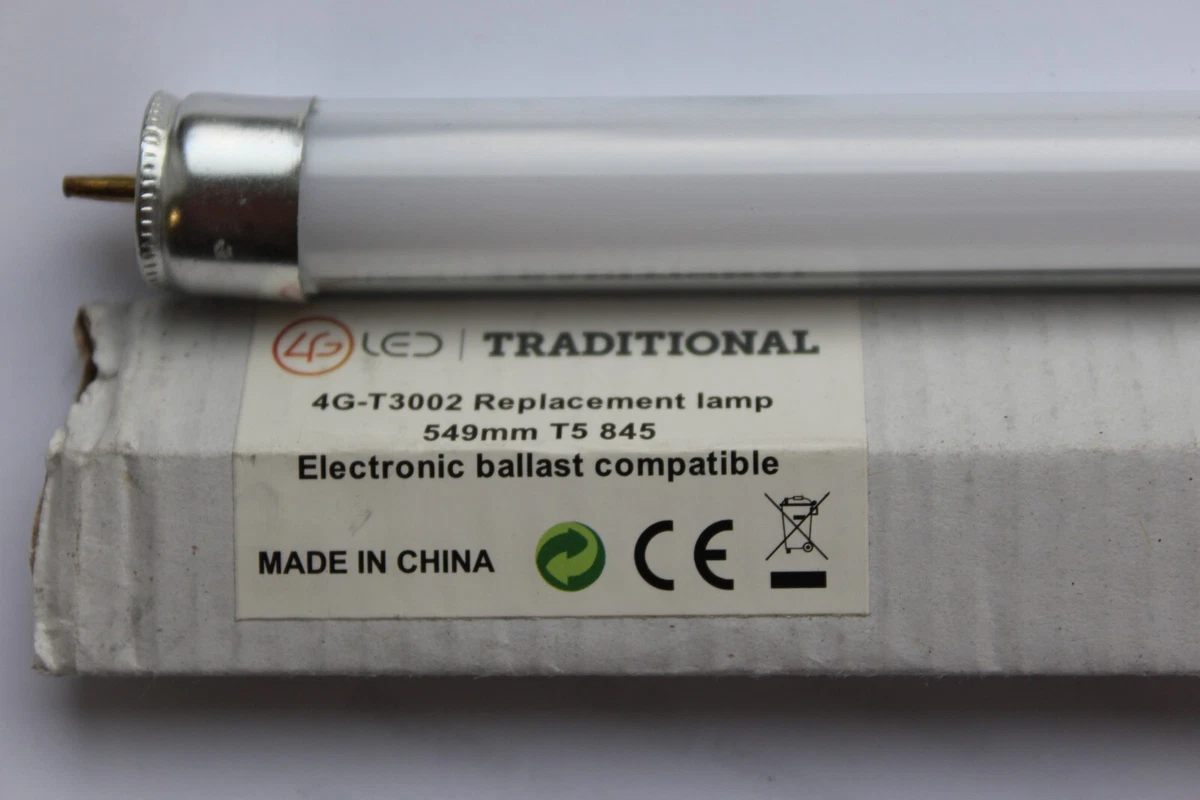 4G LED | TRADITIONAL
4G-T3002 Replacement lamp
549mm T5 845
Electronic ballast compatible
MADE IN CHINA CE